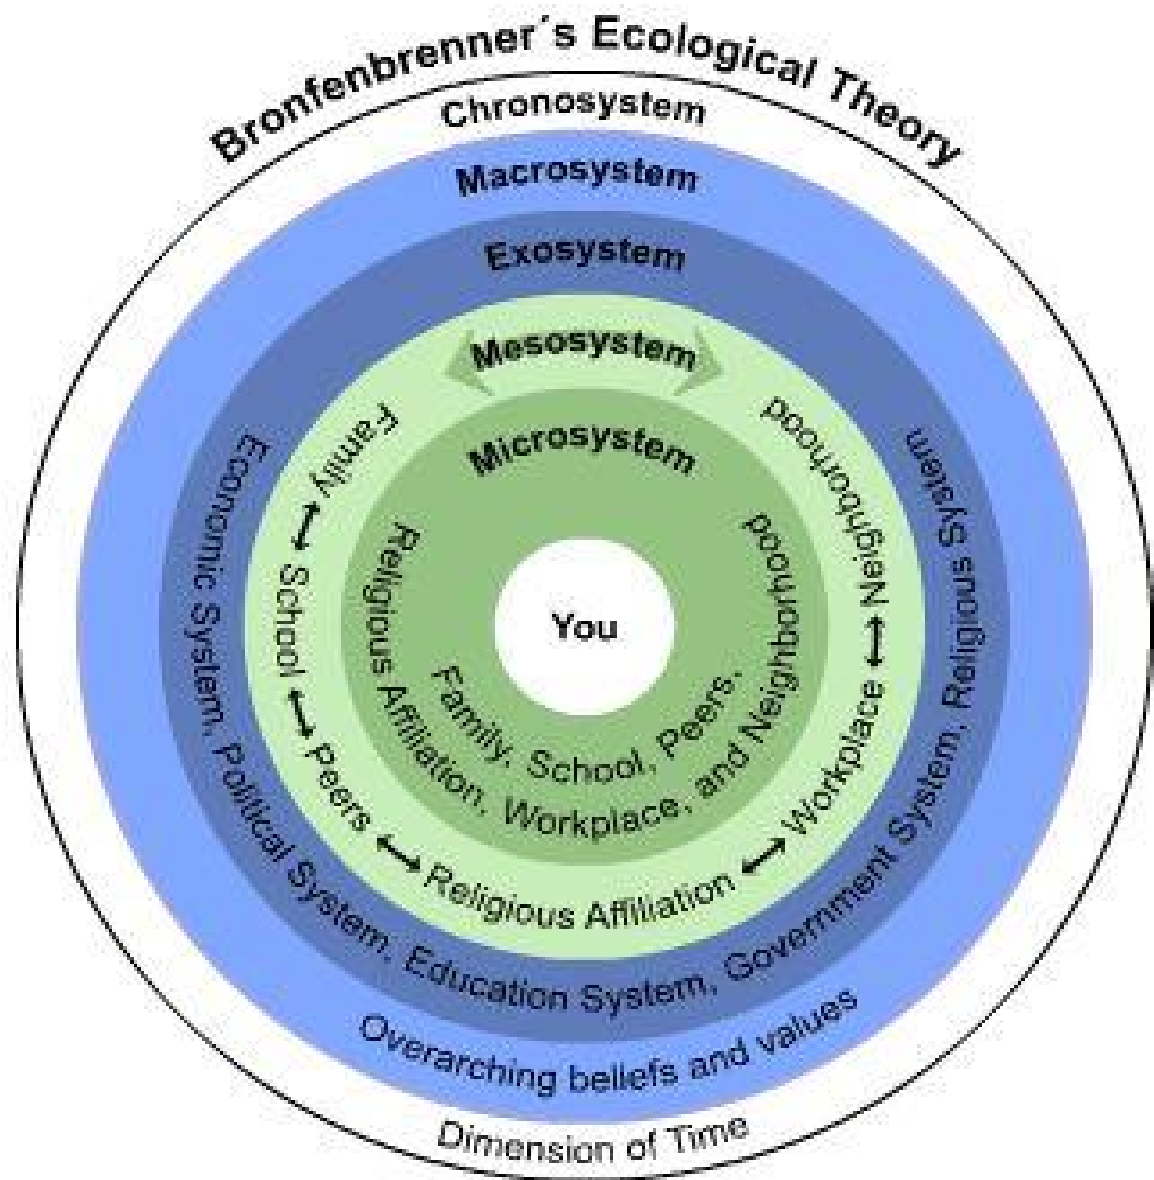 Bronfenbrenner´s Ecological Theory
Chronosystem
Macrosystem
Exosystem
Mesosystem
Microsystem
You
Family, School, Peers,
Religious Affiliation, Workplace, and Neighborhood
Family ↔ School ↔ Peers ↔ Religious Affiliation ↔ Workplace ↔ Neighborhood
Economic System, Political System, Education System, Government System, Religious System
Overarching beliefs and values
Dimension of Time